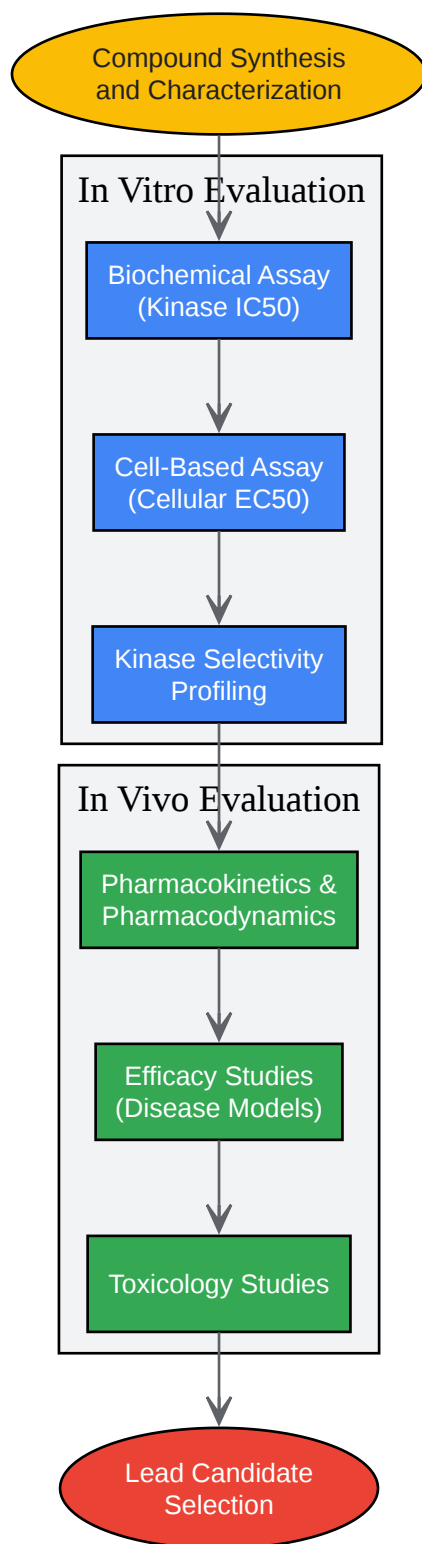 Compound Synthesis
and Characterization
In Vitro Evaluation
Biochemical Assay
(Kinase IC50)
Cell-Based Assay
(Cellular EC50)
Kinase Selectivity
Profiling
In Vivo Evaluation
Pharmacokinetics &
Pharmacodynamics
Efficacy Studies
(Disease Models)
Toxicology Studies
Lead Candidate
Selection